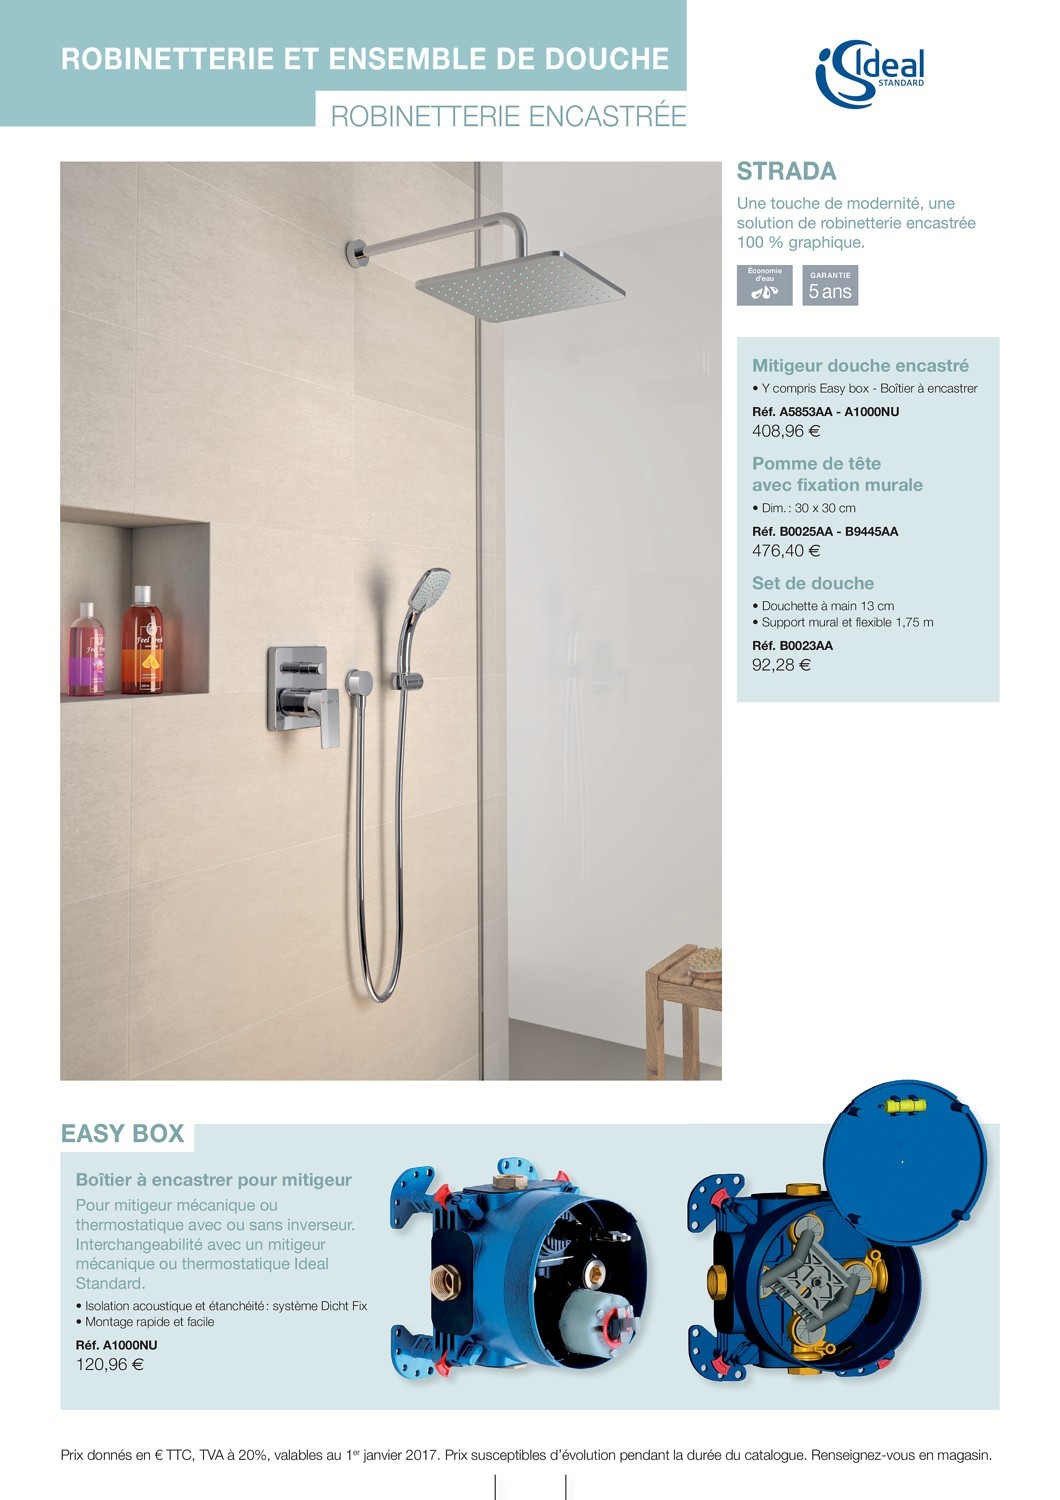 ROBINETTERIE ET ENSEMBLE DE DOUCHE
ROBINETTERIE ENCASTRÉE
Ideal
STANDARD
STRADA
Une touche de modernité, une
solution de robinetterie encastrée
100 % graphique.
Économie
d'eau
GARANTIE
5 ans
Mitigeur douche encastré
• Y compris Easy box - Boîtier à encastrer
Réf. A5853AA - A1000NU
408,96 €
Pomme de tête
avec fixation murale
• Dim. : 30 x 30 cm
Réf. B0025AA - B9445AA
476,40 €
Set de douche
• Douchette à main 13 cm
• Support mural et flexible 1,75 m
Réf. B0023AA
92,28 €
Feel Free
Feel Free
EASY BOX
Boîtier à encastrer pour mitigeur
Pour mitigeur mécanique ou
thermostatique avec ou sans inverseur.
Interchangeabilité avec un mitigeur
mécanique ou thermostatique Ideal
Standard.
• Isolation acoustique et étanchéité : système Dicht Fix
• Montage rapide et facile
Réf. A1000NU
120,96 €
Prix donnés en € TTC, TVA à 20%, valables au 1er janvier 2017. Prix susceptibles d'évolution pendant la durée du catalogue. Renseignez-vous en magasin.